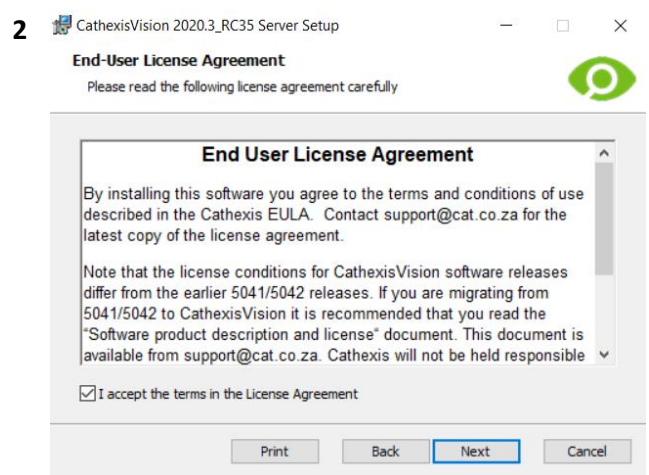 2
CathexisVision 2020.3_RC35 Server Setup
End-User License Agreement
Please read the following license agreement carefully
End User License Agreement
By installing this software you agree to the terms and conditions of use
described in the Cathexis EULA. Contact support@cat.co.za for the
latest copy of the license agreement.
Note that the license conditions for CathexisVision software releases
differ from the earlier 5041/5042 releases. If you are migrating from
5041/5042 to CathexisVision it is recommended that you read the
“Software product description and license“ document. This document is
available from support@cat.co.za. Cathexis will not be held responsible
I accept the terms in the License Agreement
Print Back Next Cancel